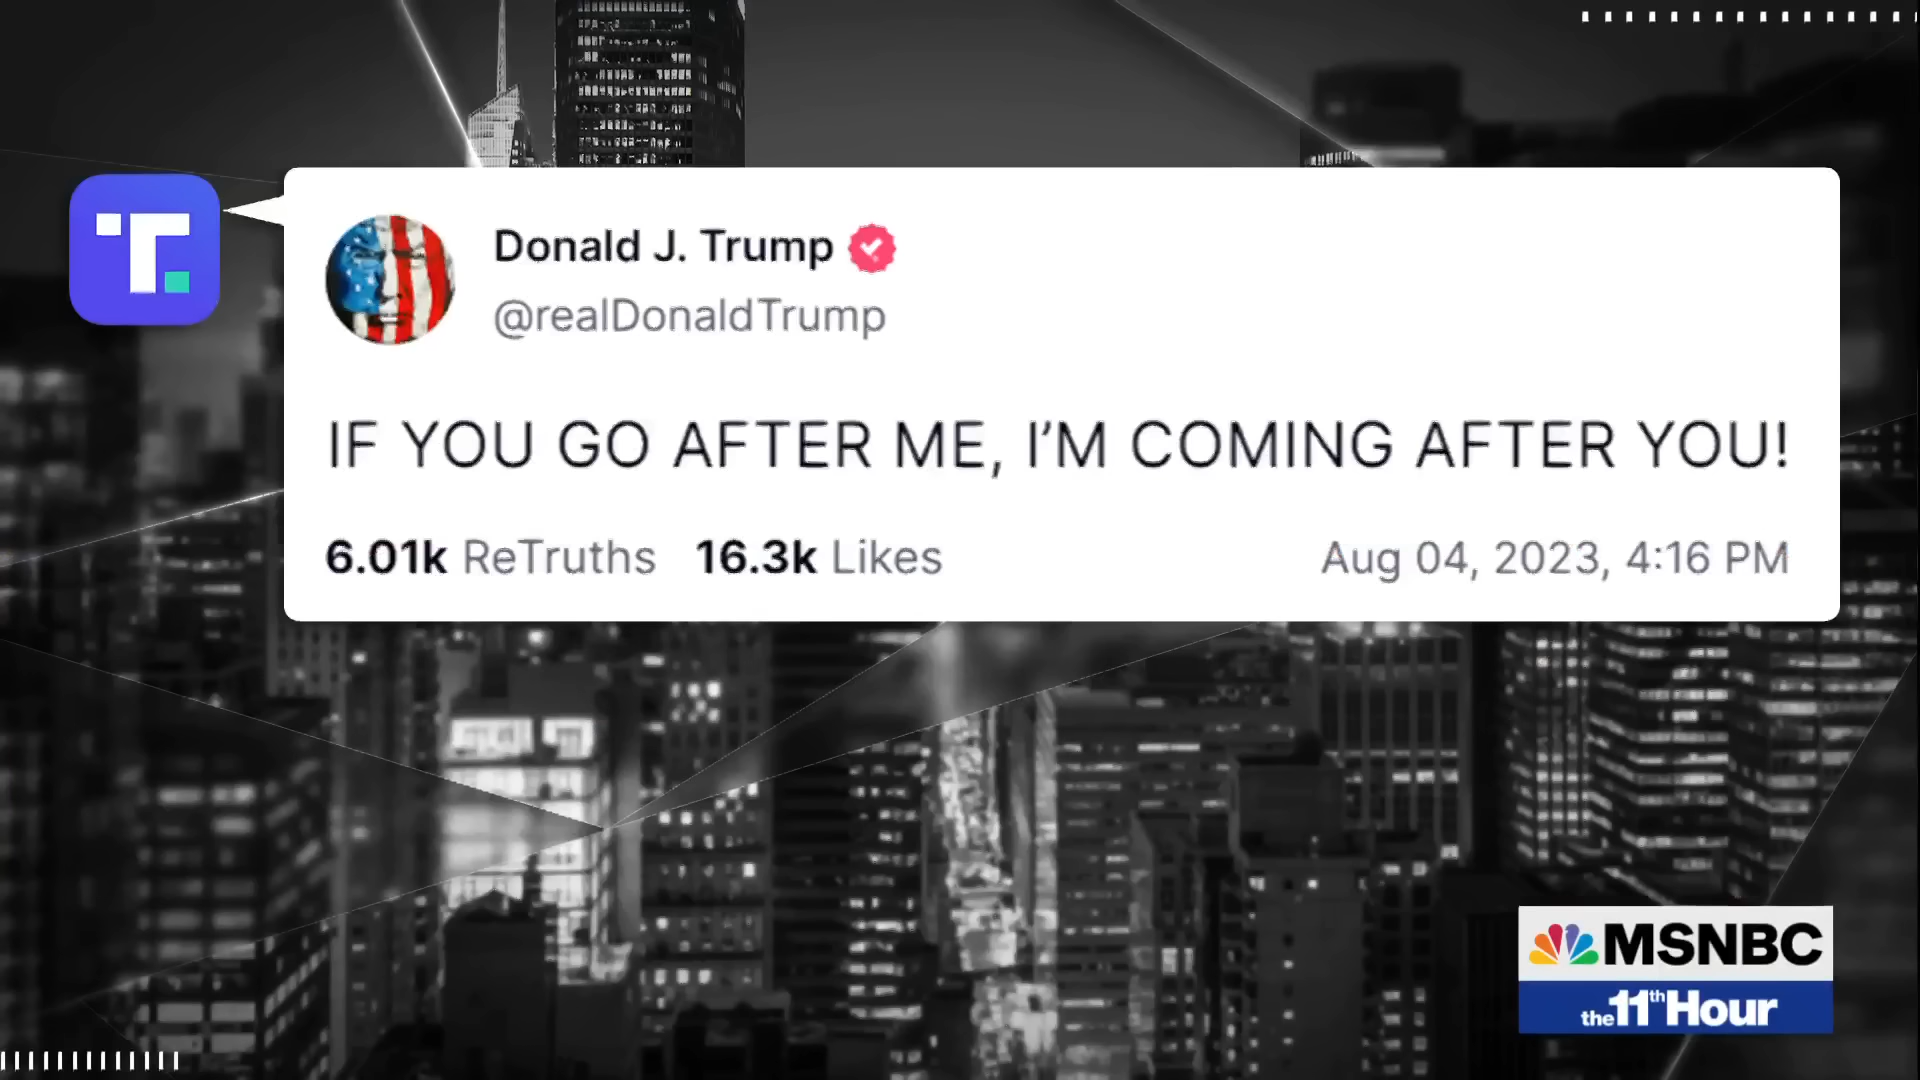 Donald J. Trump
@realDonaldTrump
IF YOU GO AFTER ME, I’M COMING AFTER YOU!
6.01k ReTruths 16.3k Likes Aug 04, 2023, 4:16 PM
MSNBC
the 11th Hour